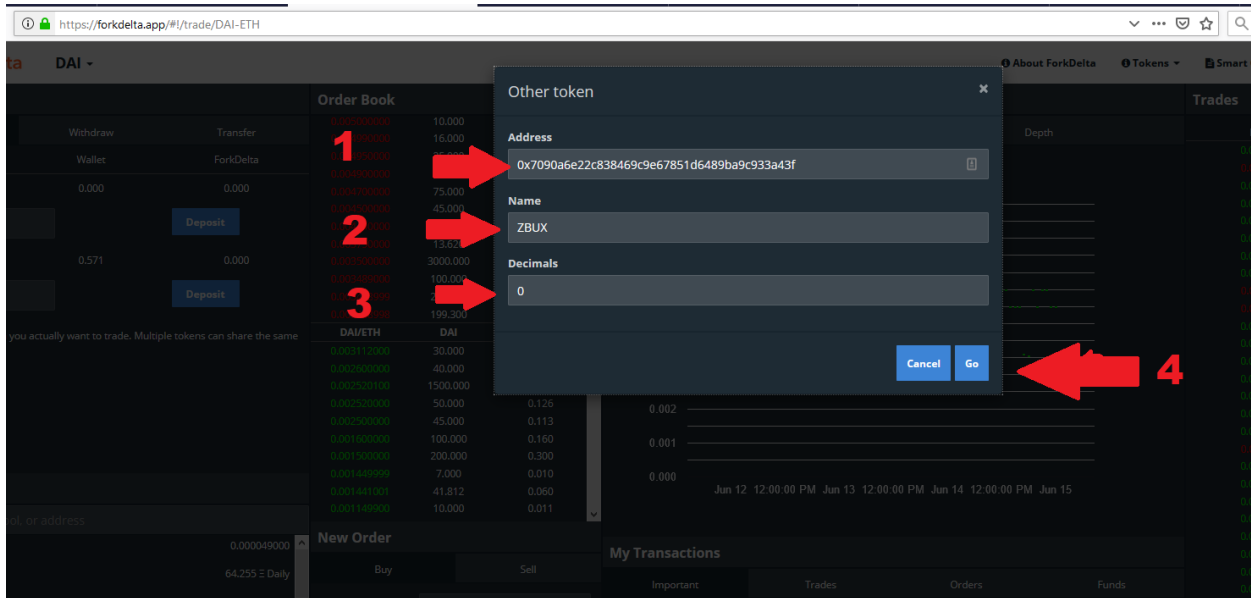 https://forkdelta.app/#!/trade/DAI-ETH
ta DAI
About ForkDelta Tokens Smart
Other token
Address
0x7090a6e22c838469c9e67851d6489ba9c933a43f
Name
ZBUX
Decimals
0
Cancel Go
1
2
3
4
Withdraw Transfer
Wallet ForkDelta
0.000 0.000
Deposit
0.571 0.000
Deposit
you actually want to trade. Multiple tokens can share the same
or address
0.000049000
64.255 Ξ Daily
Order Book
10.000
16.000
75.000
45.000
13.620
3000.000
100.000
199.300
DAI/ETH DAI
0.003112000 30.000
0.002600000 40.000
0.002520100 1500.000
0.002520000 50.000 0.126
0.002500000 45.000 0.113
0.001600000 100.000 0.160
0.001500000 200.000 0.300
0.001449999 7.000 0.010
0.001441001 41.812 0.060
0.001149900 10.000 0.011
New Order
Buy Sell
Depth
0.002
0.001
0.000
Jun 12 12:00:00 PM Jun 13 12:00:00 PM Jun 14 12:00:00 PM Jun 15
My Transactions
Important Trades Orders Funds
Trades